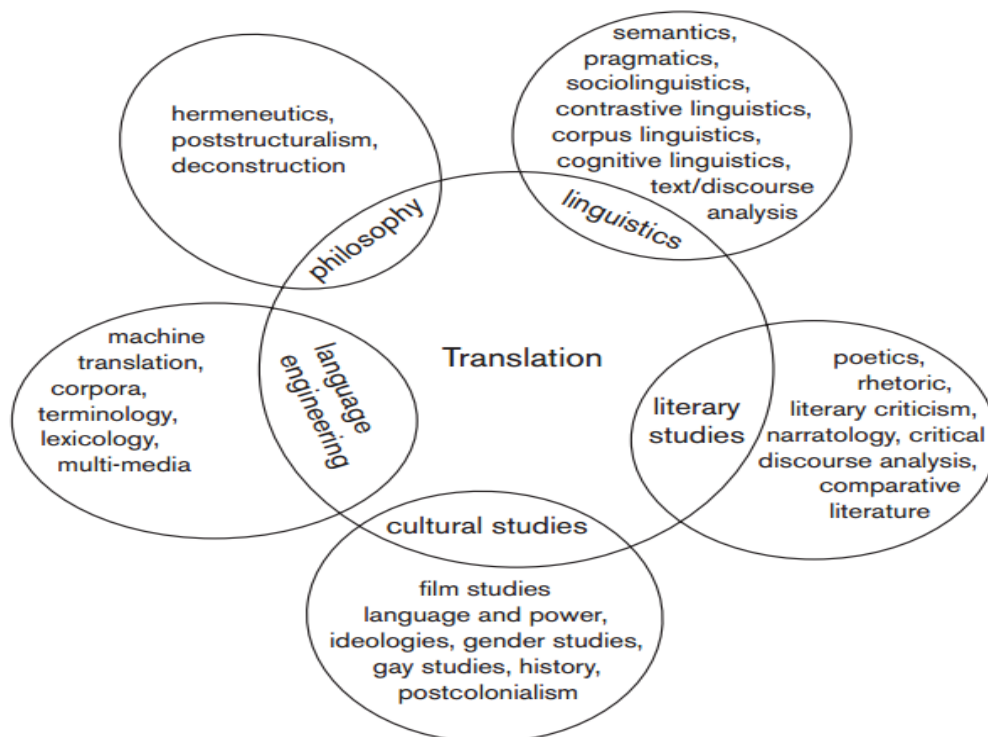 hermeneutics,
poststructuralism,
deconstruction
philosophy
semantics,
pragmatics,
sociolinguistics,
contrastive linguistics,
corpus linguistics,
cognitive linguistics,
text/discourse
analysis
linguistics
Translation
machine
translation,
corpora,
terminology,
lexicology,
multi-media
language
engineering
literary
studies
poetics,
rhetoric,
literary criticism,
narratology, critical
discourse analysis,
comparative
literature
cultural studies
film studies
language and power,
ideologies, gender studies,
gay studies, history,
postcolonialism